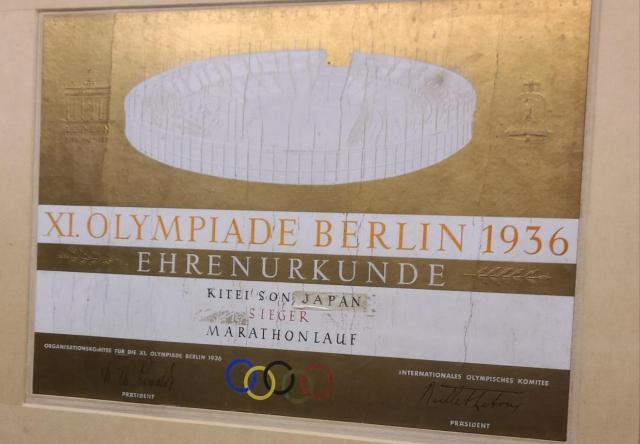 XI. OLYMPIADE BERLIN 1936
EHRENURKUNDE
KITEI SON, JAPAN
SIEGER
MARATHONLAUF
ORGANISATIONSKOMITEE FÜR DIE XI. OLYMPIADE BERLIN 1936
PRÄSIDENT
INTERNATIONALES OLYMPISCHES KOMITEE
PRÄSIDENT